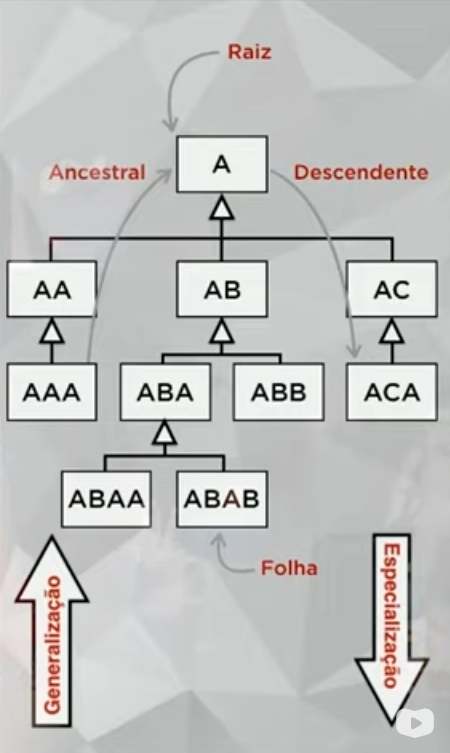 Raiz
A
Ancestral
Descendente
AA
AB
AC
AAA
ABA
ABB
ACA
ABAA
ABAB
Folha
Generalização
Especialização